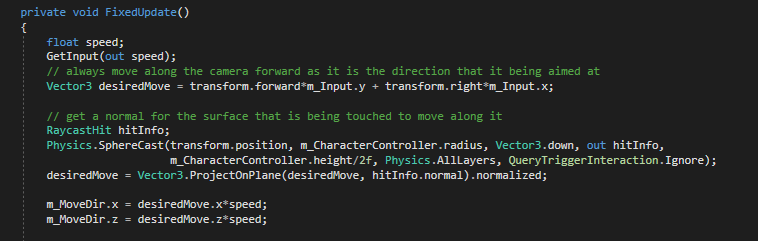 private void FixedUpdate()
{
float speed;
GetInput(out speed);
// always move along the camera forward as it is the direction that it being aimed at
Vector3 desiredMove = transform.forward*m_Input.y + transform.right*m_Input.x;
// get a normal for the surface that is being touched to move along it
RaycastHit hitInfo;
Physics.SphereCast(transform.position, m_CharacterController.radius, Vector3.down, out hitInfo,
m_CharacterController.height/2f, Physics.AllLayers, QueryTriggerInteraction.Ignore);
desiredMove = Vector3.ProjectOnPlane(desiredMove, hitInfo.normal).normalized;
m_MoveDir.x = desiredMove.x*speed;
m_MoveDir.z = desiredMove.z*speed;